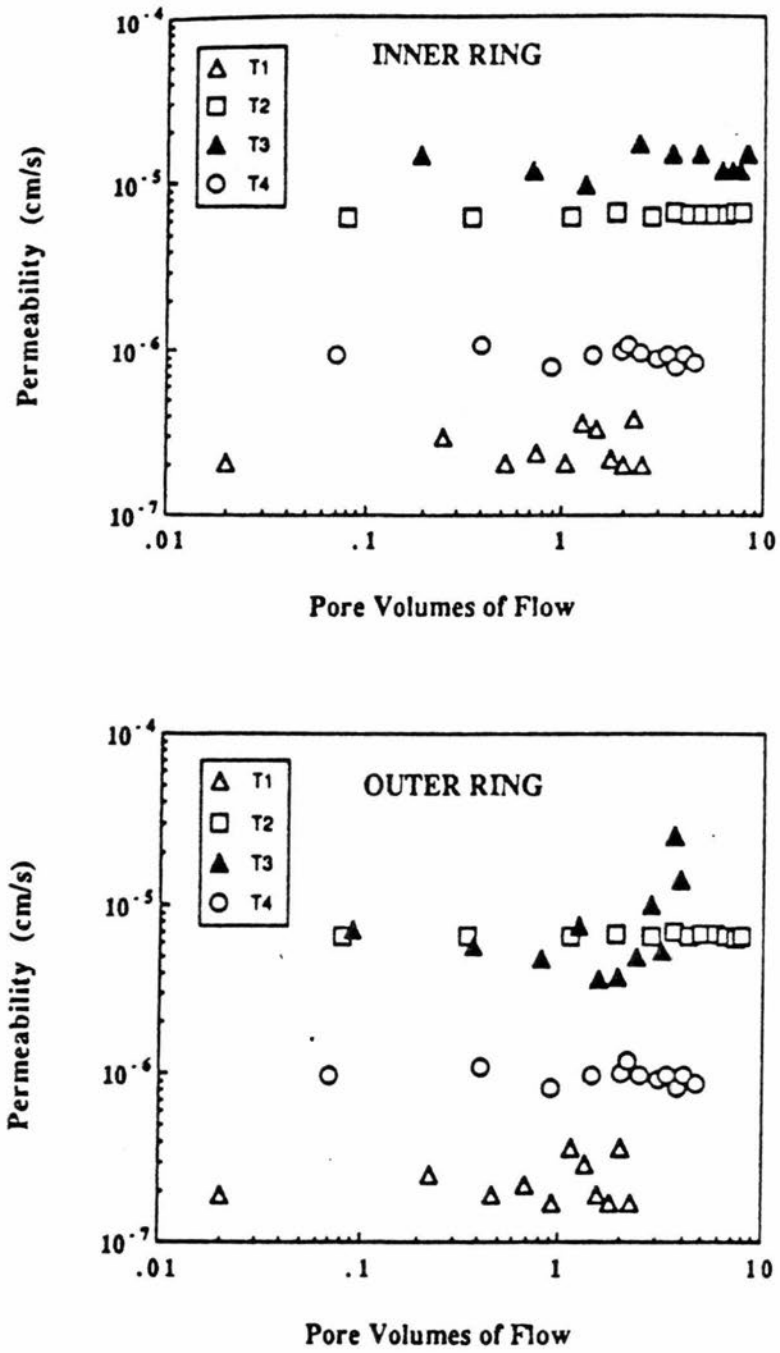 INNER RING
T1
T2
T3
T4
10⁻⁴
10⁻⁵
10⁻⁶
10⁻⁷
Permeability (cm/s)
.01 .1 1 10
Pore Volumes of Flow
OUTER RING
T1
T2
T3
T4
10⁻⁴
10⁻⁵
10⁻⁶
10⁻⁷
Permeability (cm/s)
.01 .1 1 10
Pore Volumes of Flow